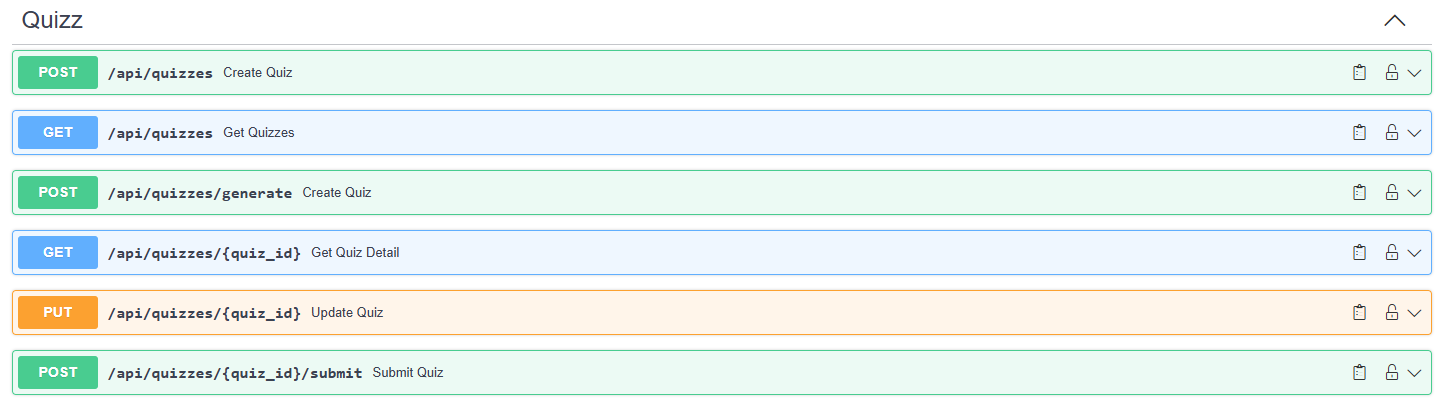 Quizz
POST /api/quizzes Create Quiz
GET /api/quizzes Get Quizzes
POST /api/quizzes/generate Create Quiz
GET /api/quizzes/{quiz_id} Get Quiz Detail
PUT /api/quizzes/{quiz_id} Update Quiz
POST /api/quizzes/{quiz_id}/submit Submit Quiz